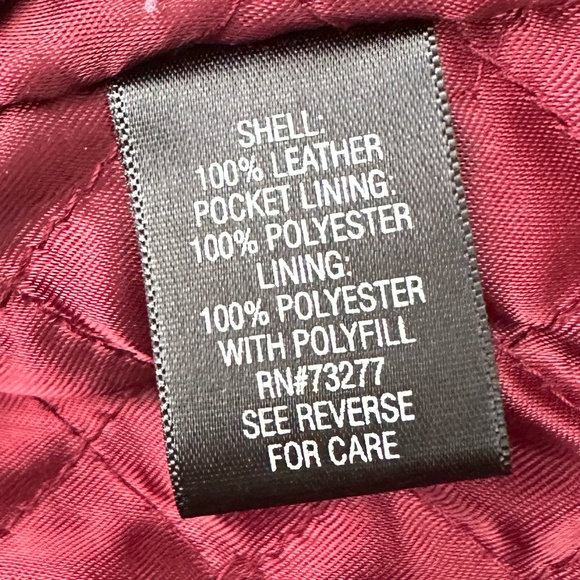 SHELL:
100% LEATHER
POCKET LINING:
100% POLYESTER
LINING:
100% POLYESTER
WITH POLYFILL
RN#73277
SEE REVERSE
FOR CARE